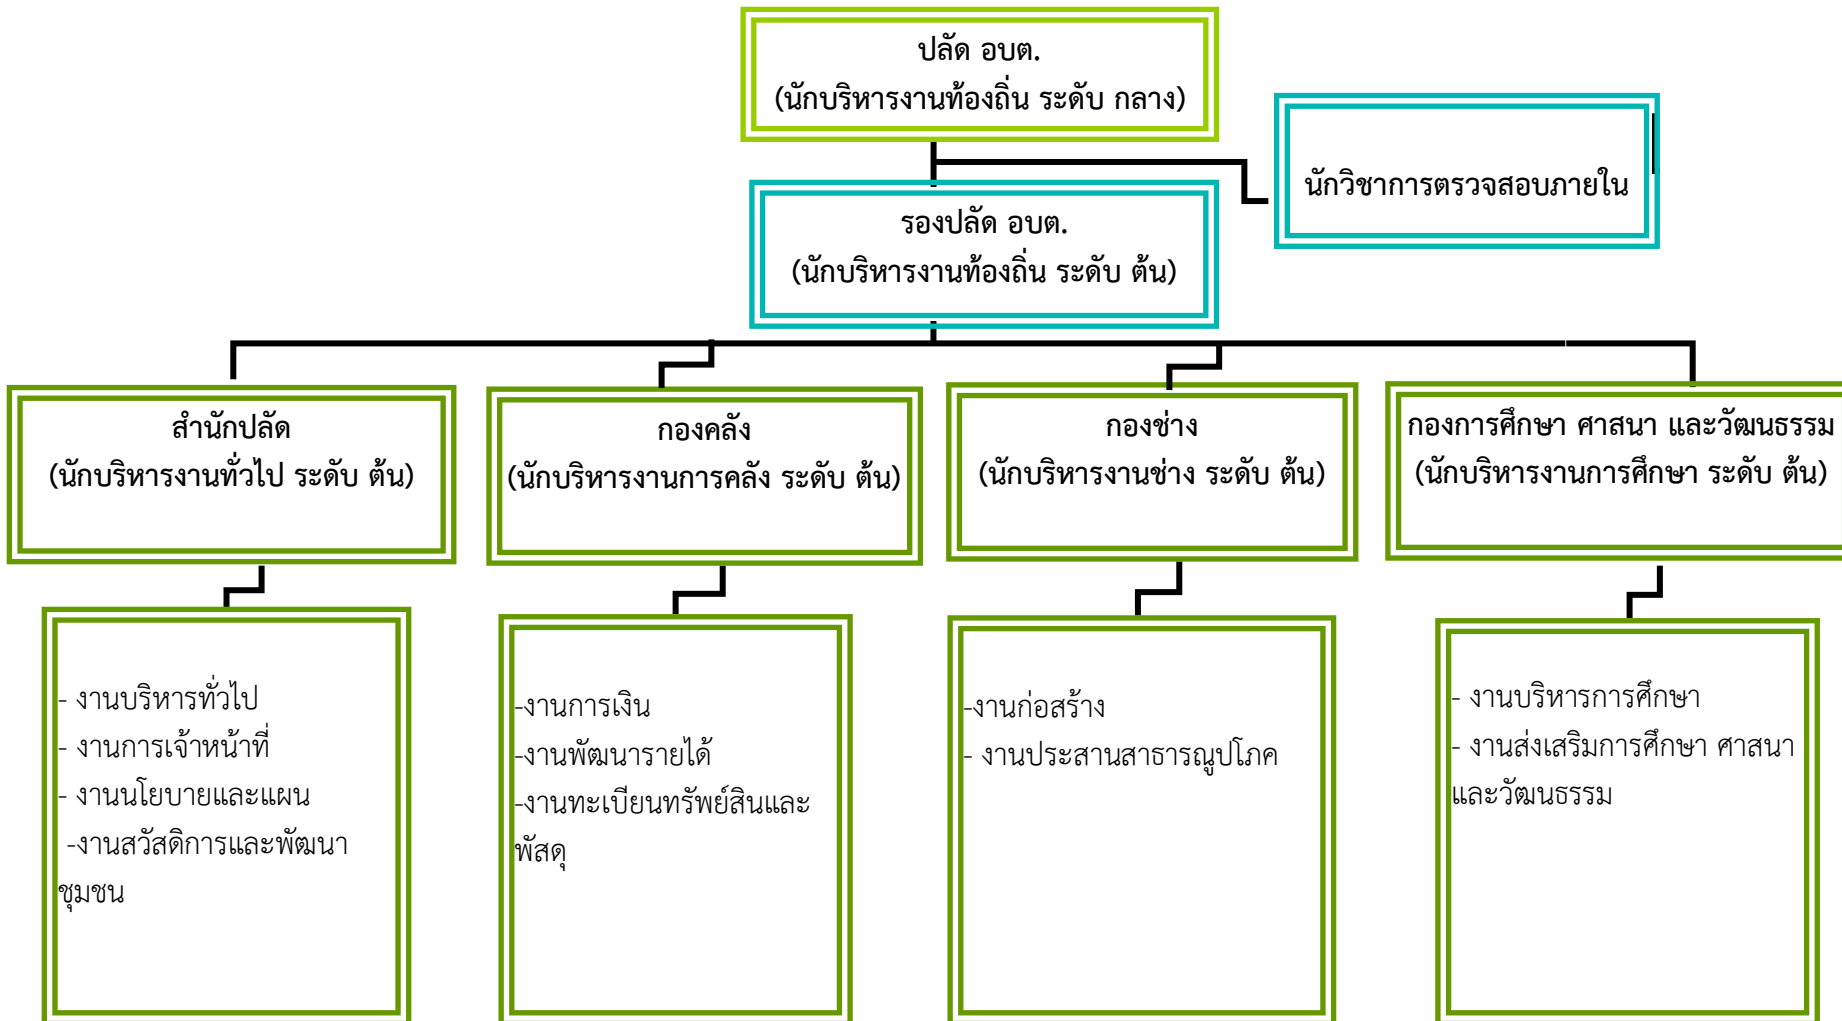 ปลัด อบต.
(นักบริหารงานท้องถิ่น ระดับ กลาง)
นักวิชาการตรวจสอบภายใน
รองปลัด อบต.
(นักบริหารงานท้องถิ่น ระดับ ต้น)
สำนักปลัด
(นักบริหารงานทั่วไป ระดับ ต้น)
กองคลัง
(นักบริหารงานการคลัง ระดับ ต้น)
กองช่าง
(นักบริหารงานช่าง ระดับ ต้น)
กองการศึกษา ศาสนา และวัฒนธรรม
(นักบริหารงานการศึกษา ระดับ ต้น)
- งานบริหารทั่วไป
- งานการเจ้าหน้าที่
- งานนโยบายและแผน
-งานสวัสดิการและพัฒนา
ชุมชน
-งานการเงิน
-งานพัฒนารายได้
-งานทะเบียนทรัพย์สินและ
พัสดุ
-งานก่อสร้าง
- งานประสานสาธารณูปโภค
- งานบริหารการศึกษา
- งานส่งเสริมการศึกษา ศาสนา
และวัฒนธรรม